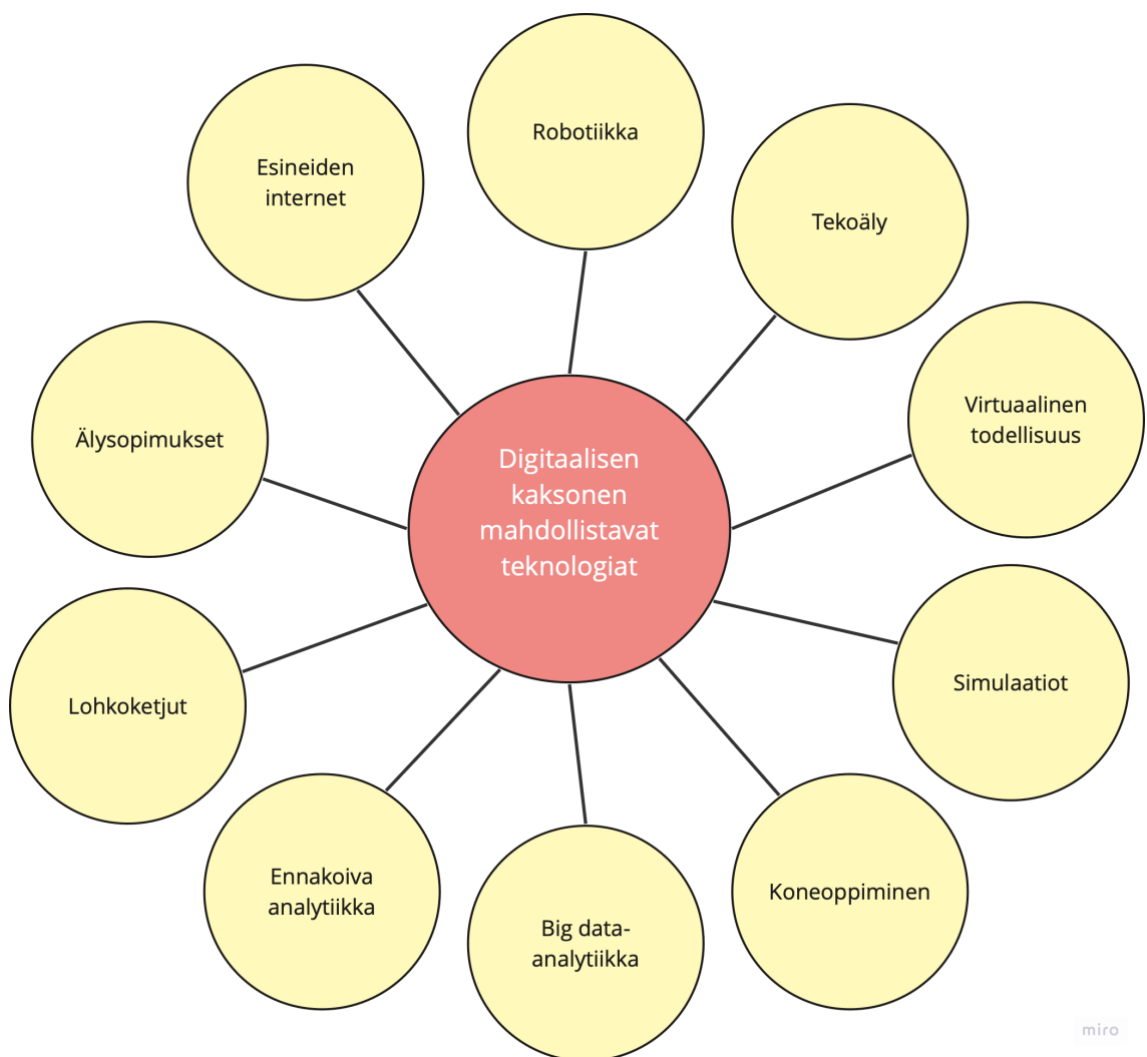 Robotiikka
Esineiden
internet
Tekoäly
Virtuaalinen
todellisuus
Älysopimukset
Digitaalisen
kaksonen
mahdollistavat
teknologiat
Simulaatiot
Lohkoketjut
Ennakoiva
analytiikka
Koneoppiminen
Big data-
analytiikka
miro